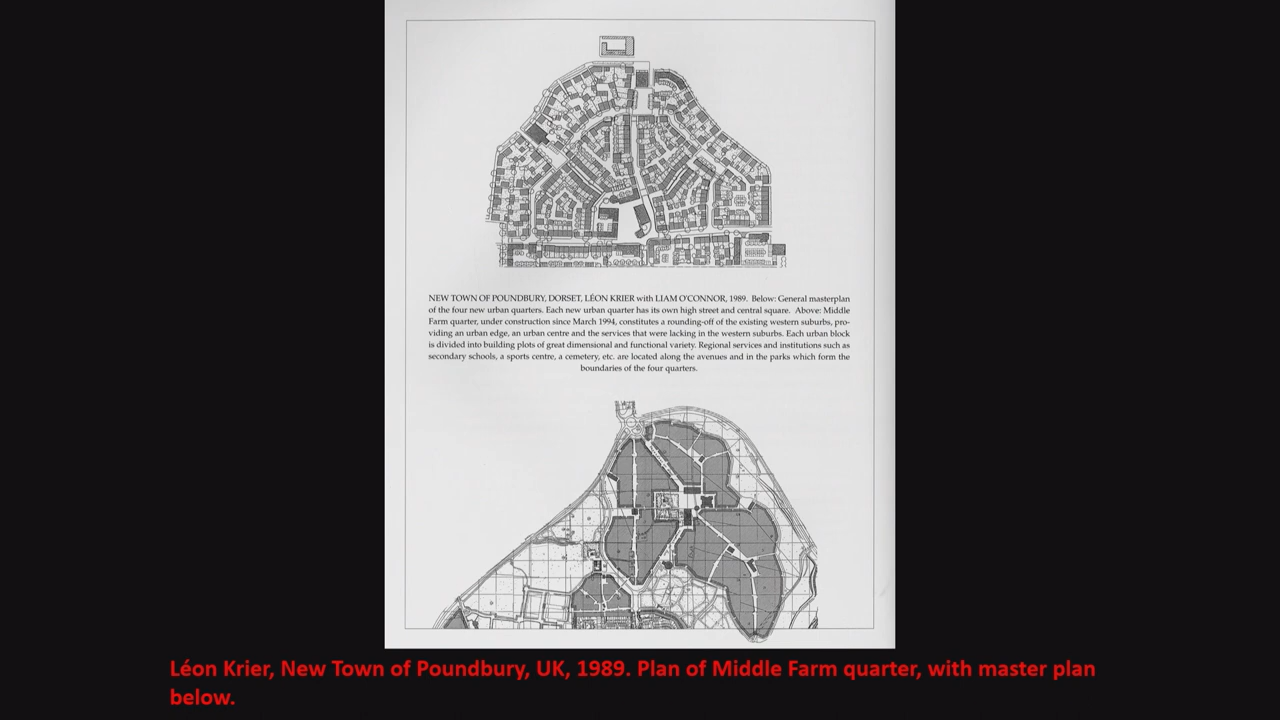 NEW TOWN OF POUNDBURY, DORSET, LÉON KRIER with LIAM O'CONNOR, 1989. Below: General masterplan
of the four new urban quarters. Each new urban quarter has its own high street and central square. Above: Middle
Farm quarter, under construction since March 1994, constitutes a rounding-off of the existing western suburbs, pro-
viding an urban edge, an urban centre and the services that were lacking in the western suburbs. Each urban block
is divided into building plots of great dimensional and functional variety. Regional services and institutions such as
secondary schools, a sports centre, a cemetery, etc. are located along the avenues and in the parks which form the
boundaries of the four quarters.
Léon Krier, New Town of Poundbury, UK, 1989. Plan of Middle Farm quarter, with master plan
below.